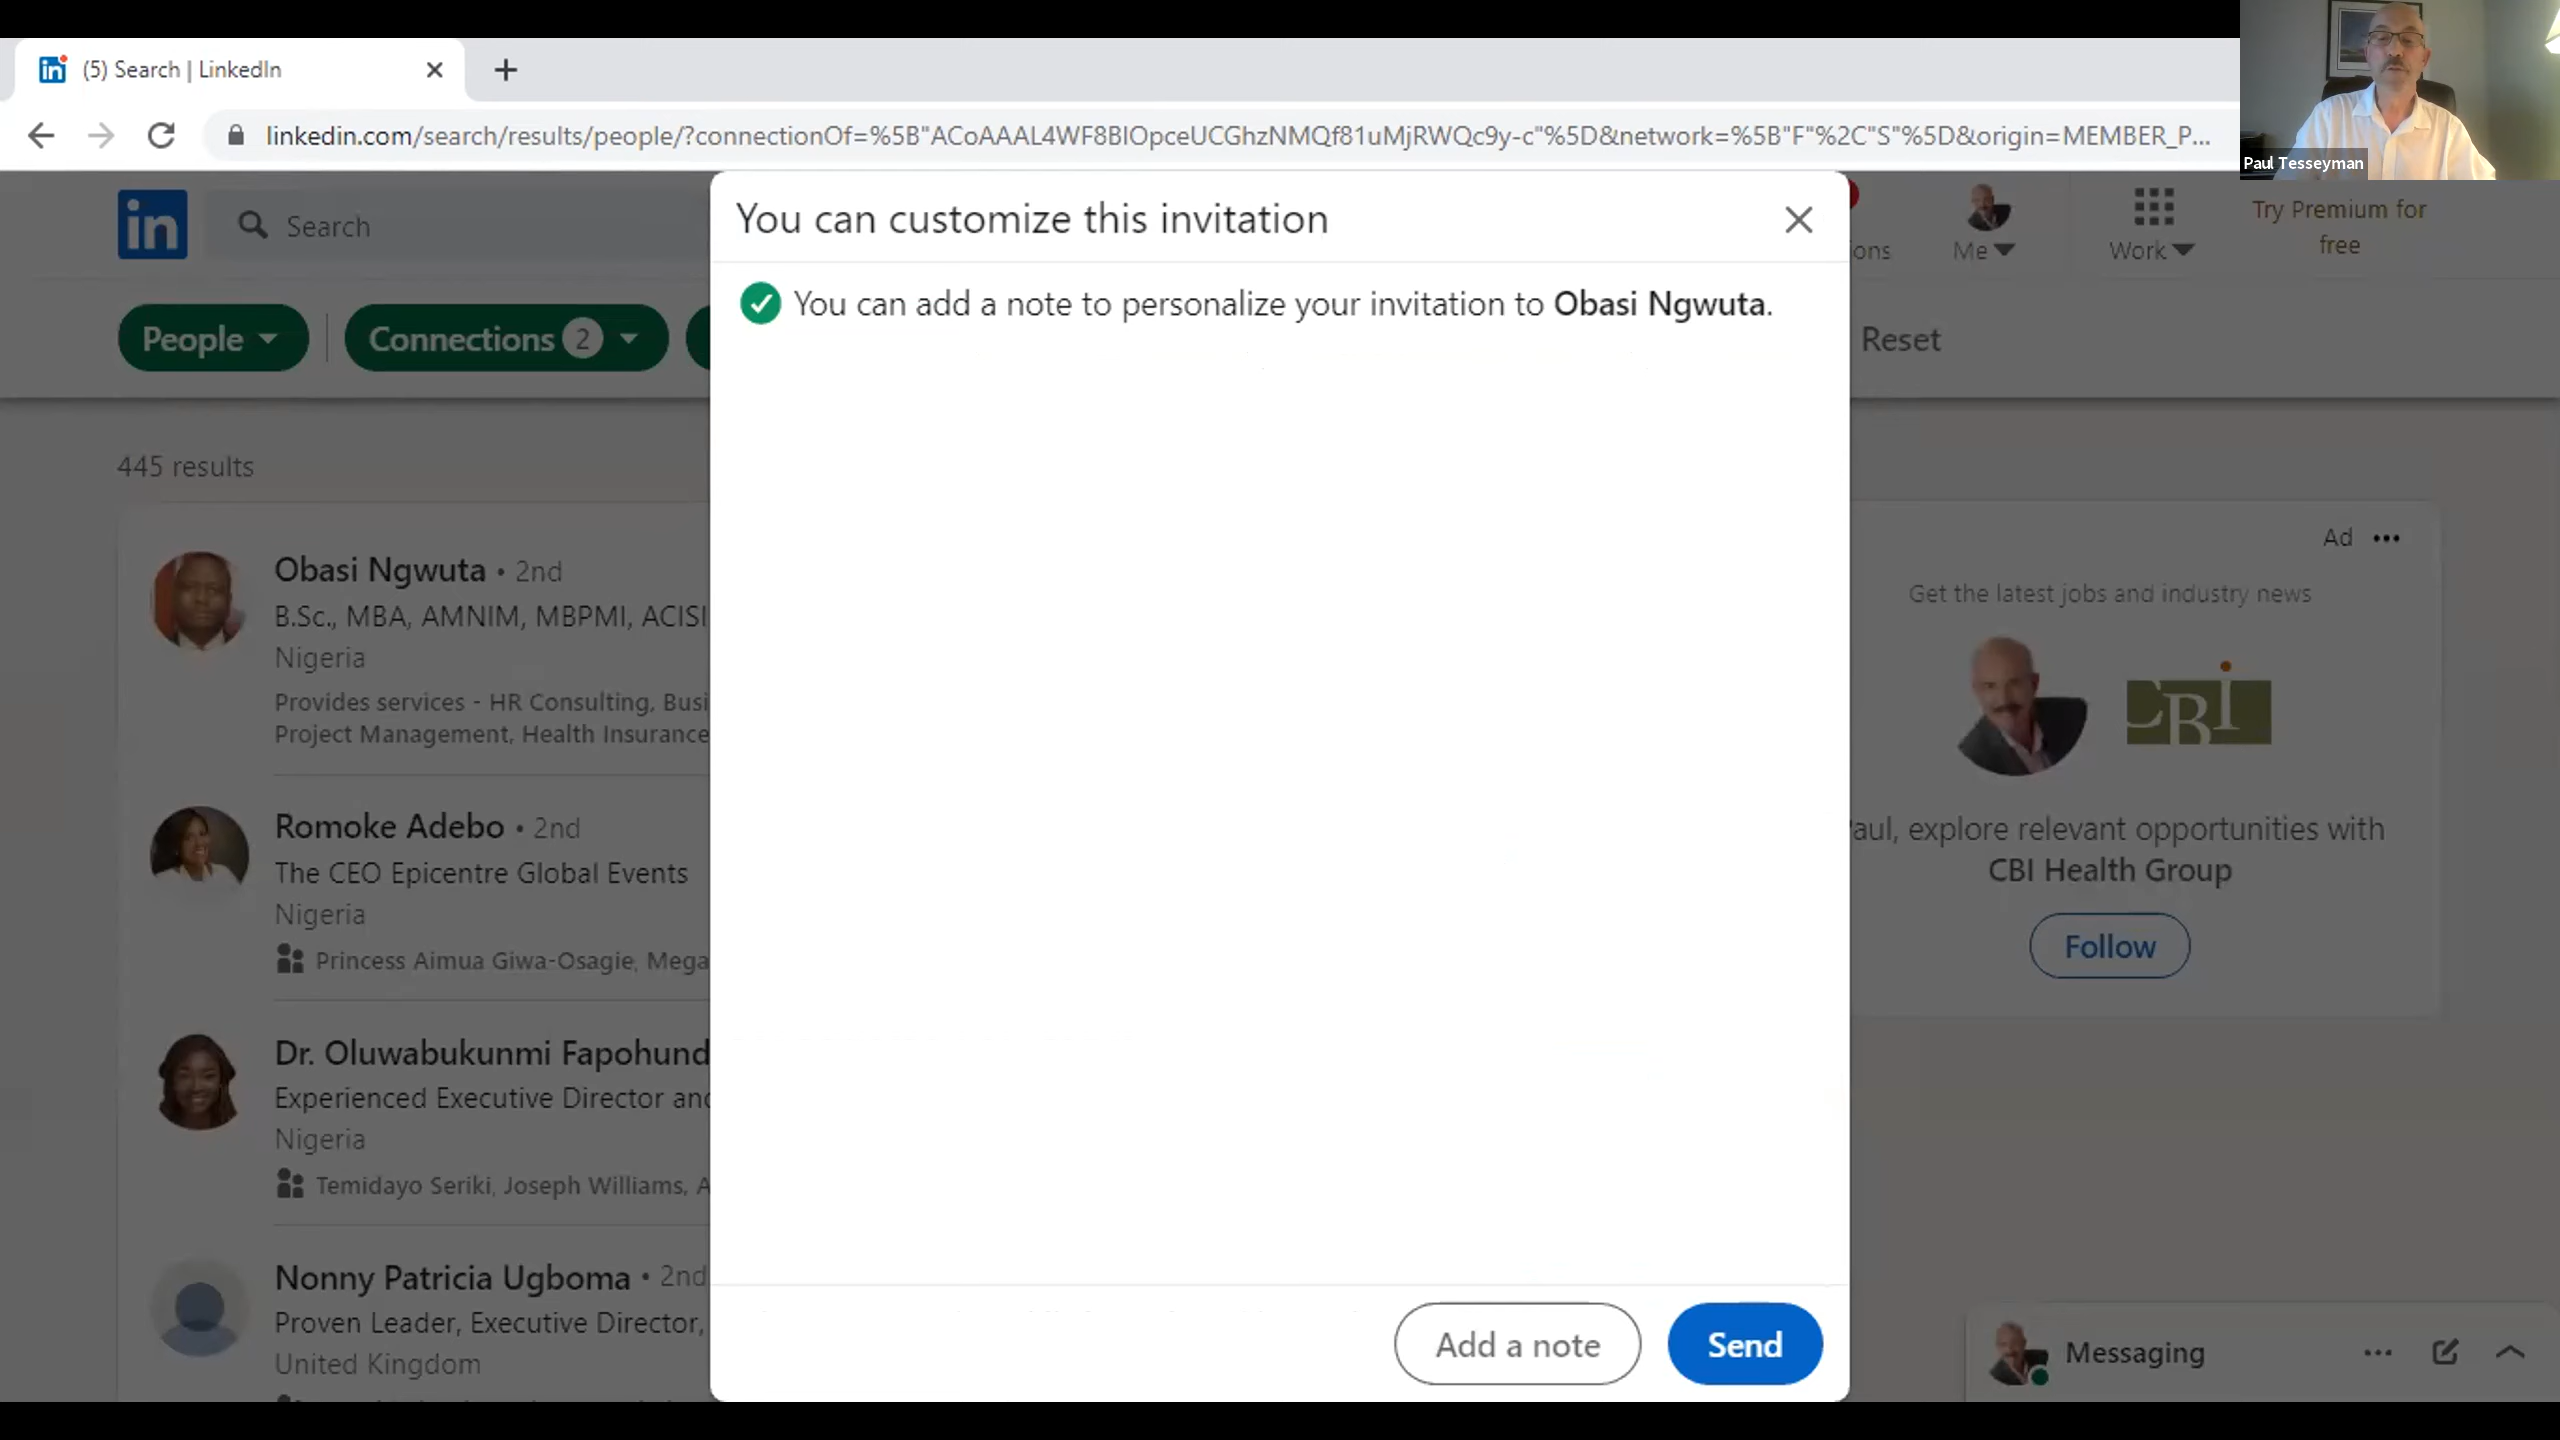 (5) Search | LinkedIn
linkedin.com/search/results/people/?connectionOf=%5B"ACoAAAL4WF8BIOpceUCGhzNMQf81uMjRWQc9y-c"%5D&network=%5B"F"%2C"S"%5D&origin=MEMBER_P...
Paul Tesseyman
in
Search
ons
Me
Work
Try Premium for
free
People
Connections 2
Reset
You can customize this invitation
You can add a note to personalize your invitation to Obasi Ngwuta.
Add a note
Send
445 results
Obasi Ngwuta • 2nd
B.Sc., MBA, AMNIM, MBPMI, ACISI
Nigeria
Provides services - HR Consulting, Busi
Project Management, Health Insurance
Romoke Adebo • 2nd
The CEO Epicentre Global Events
Nigeria
Princess Aimua Giwa-Osagie, Mega
Dr. Oluwabukunmi Fapohund
Experienced Executive Director and
Nigeria
Temidayo Seriki, Joseph Williams, A
Nonny Patricia Ugboma • 2nd
Proven Leader, Executive Director,
United Kingdom
Ad
Get the latest jobs and industry news
CBi
aul, explore relevant opportunities with
CBI Health Group
Follow
Messaging